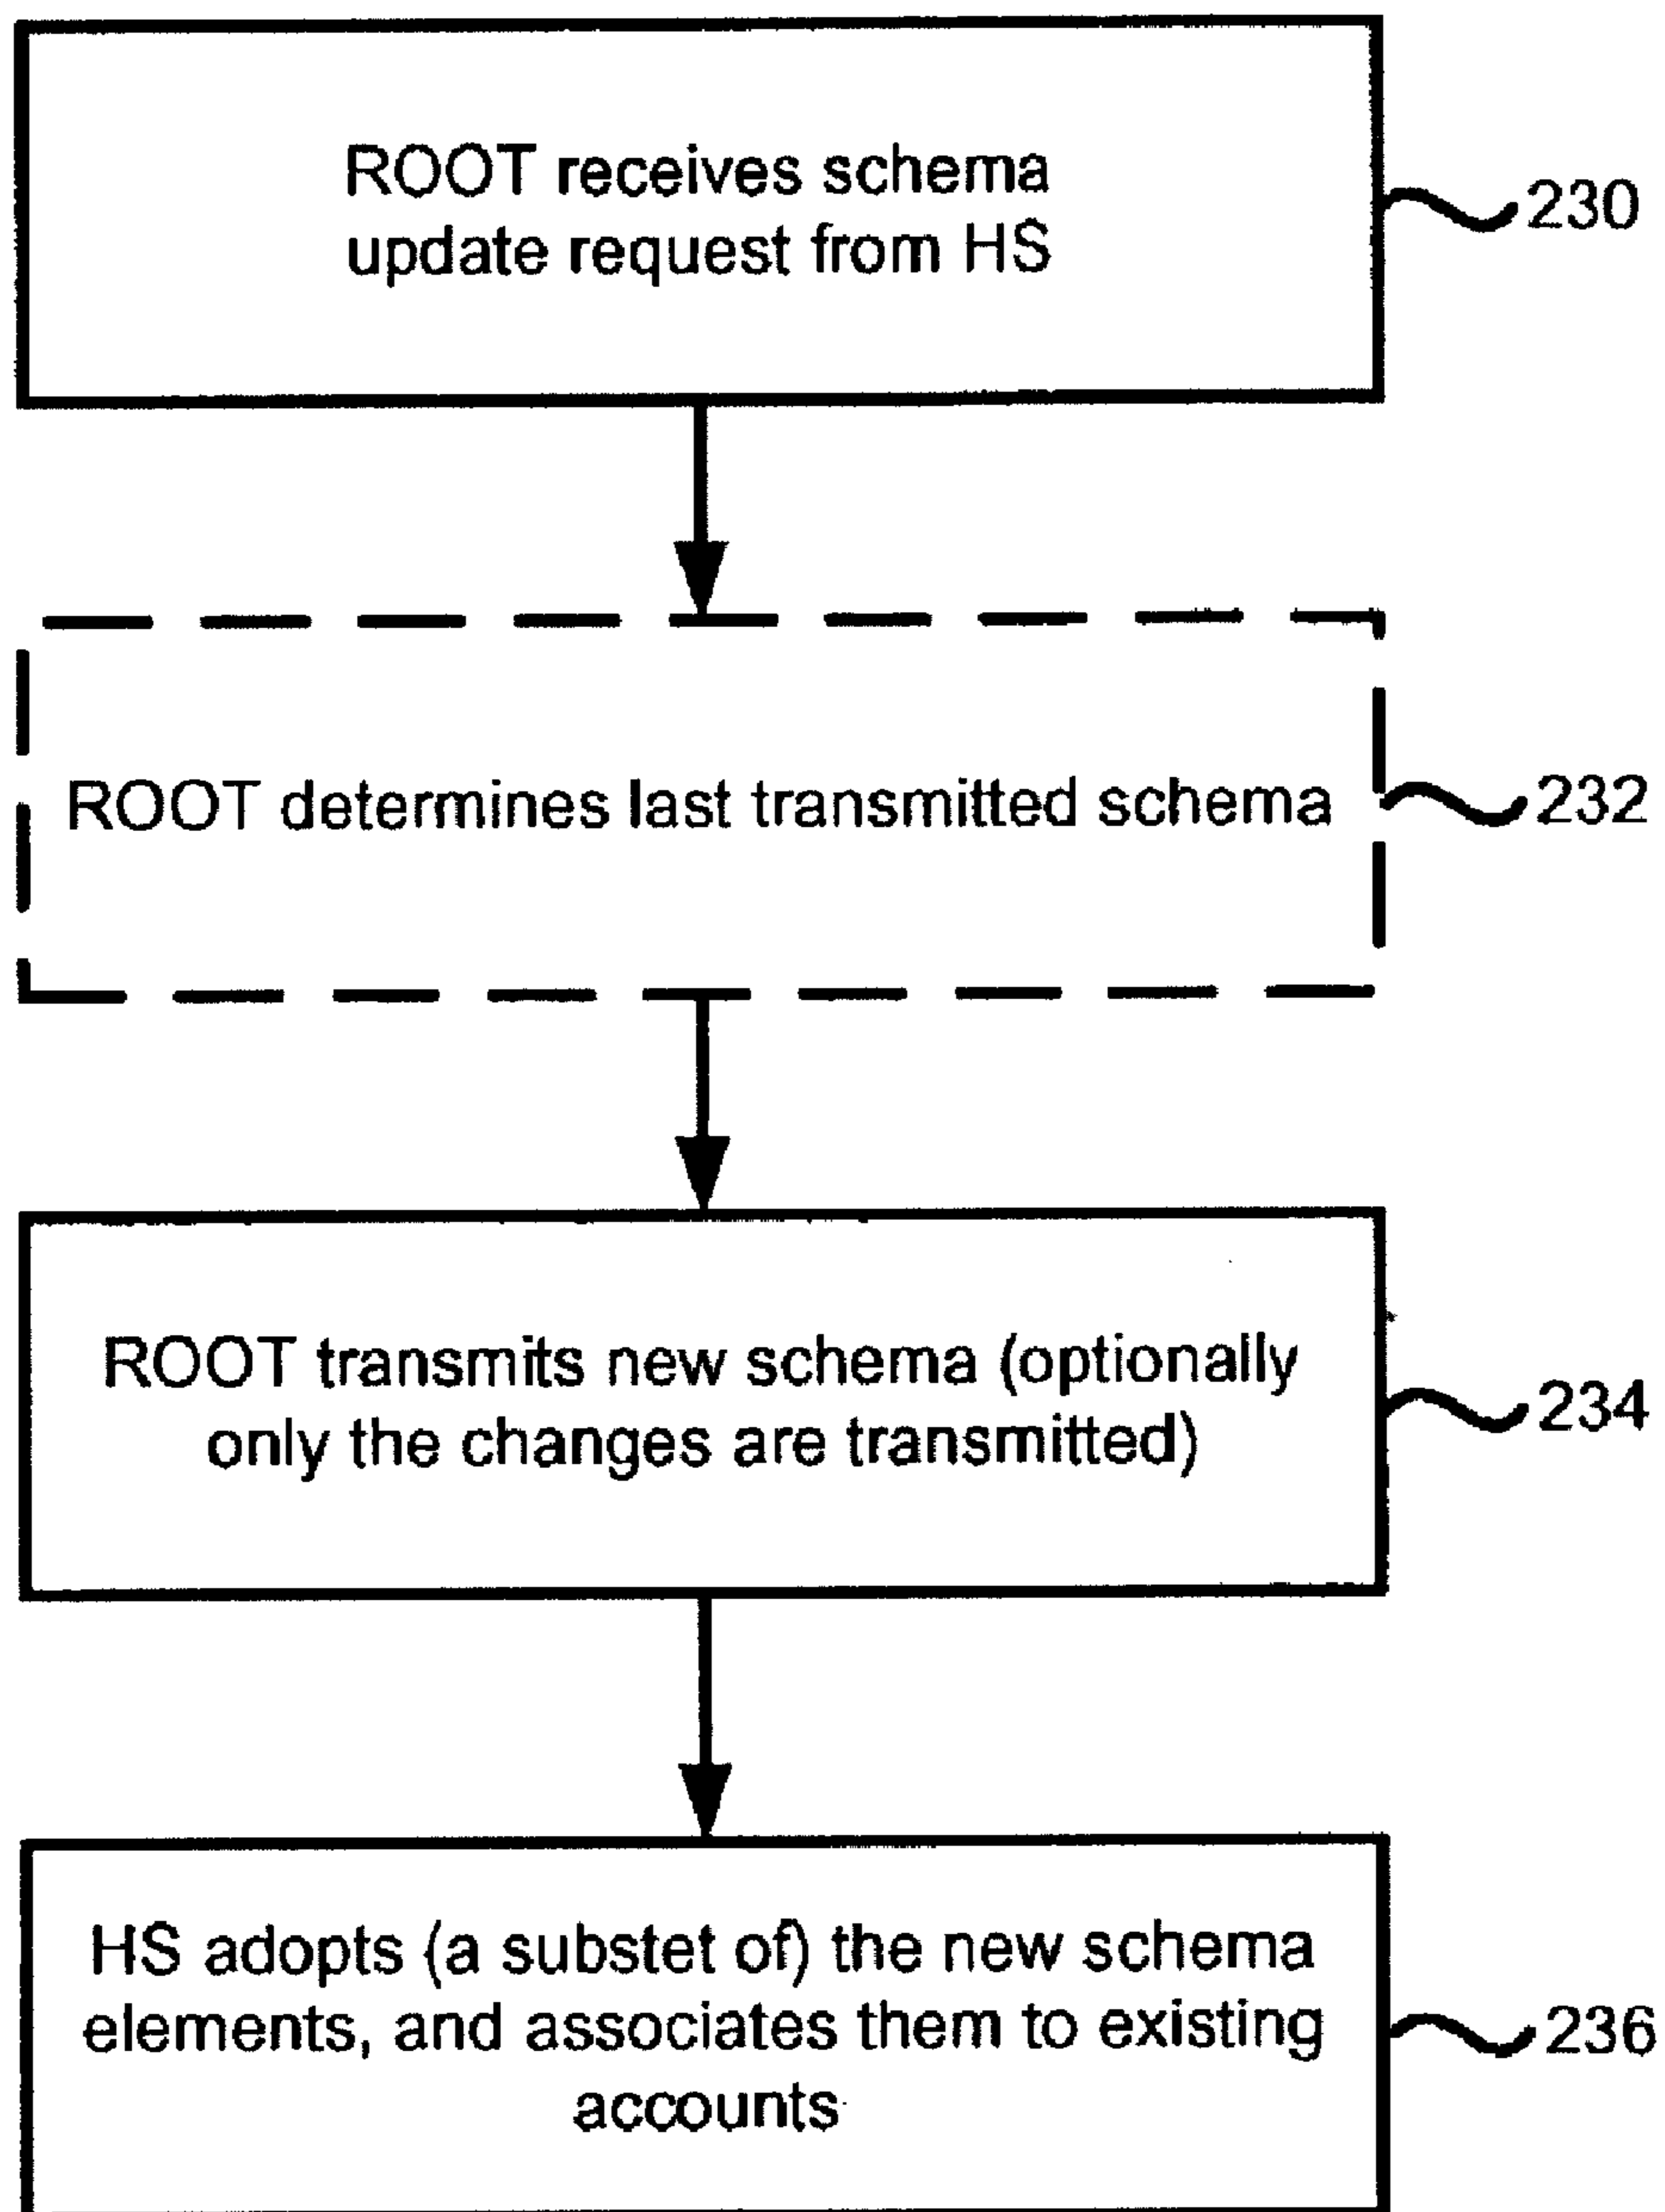 ROOT receives schema
update request from HS
230
ROOT determines last transmitted schema
232
ROOT transmits new schema (optionally
only the changes are transmitted)
234
HS adopts (a substet of) the new schema
elements, and associates them to existing
accounts
236